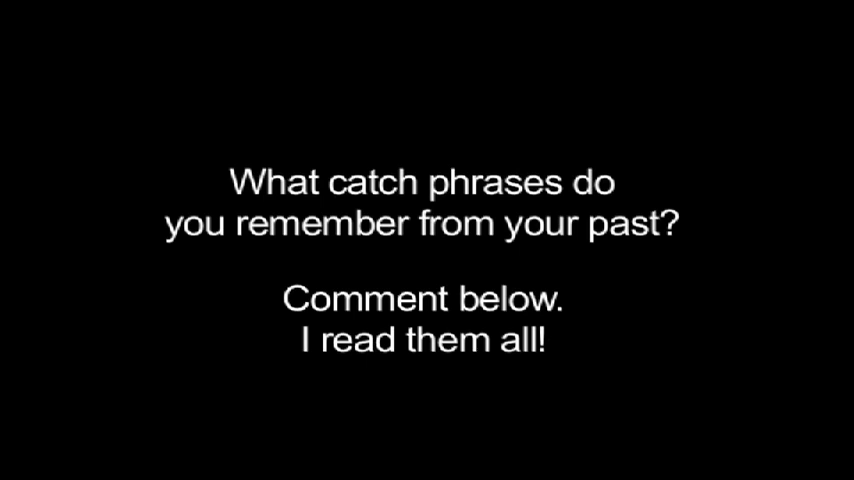 What catch phrases do
you remember from your past?
Comment below.
I read them all!